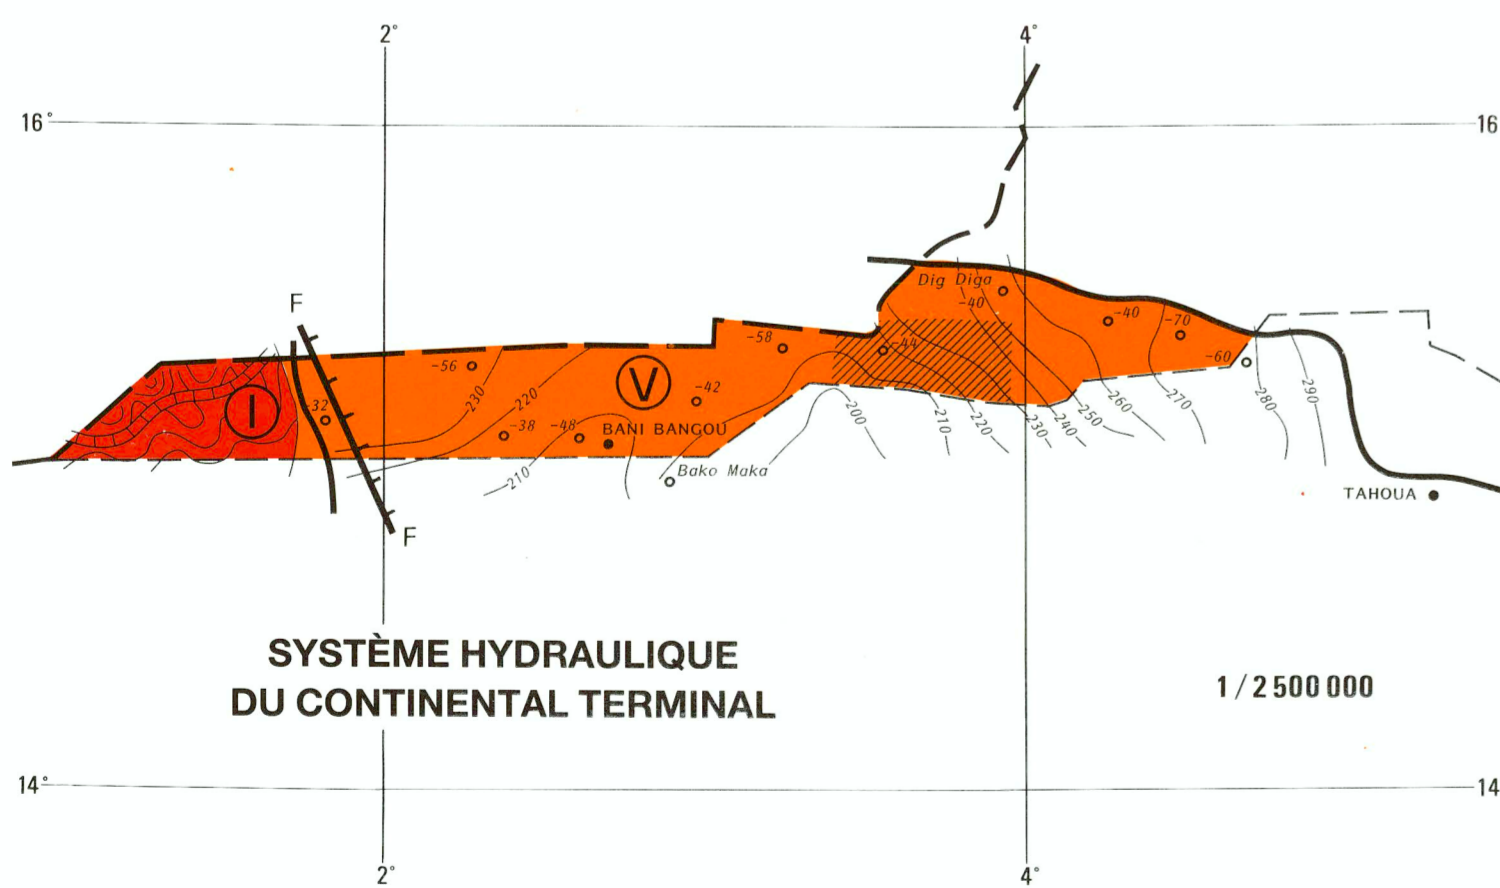 2°
4°
16°
16
Dig Diga
-40
-40
-70
F
-58
-44
-60
-56
230
220
V
-42
I
-32
-38
-48
BANI BANGOU
200
210
220
230
240
250
260
270
280
290
210
Bako Maka
TAHOUA
F
SYSTÈME HYDRAULIQUE
DU CONTINENTAL TERMINAL
1/2 500 000
14°
14
2°
4°